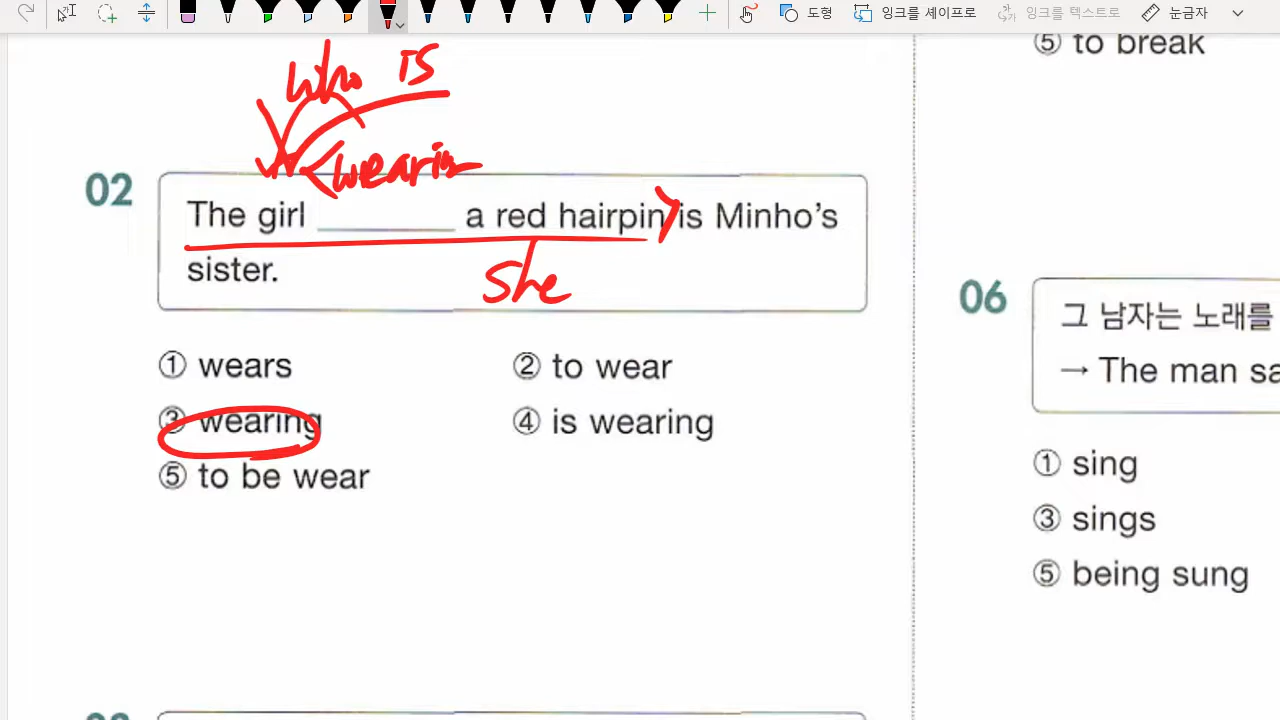 도형
잉크를 셰이프로
잉크를 텍스트로
눈금자
who is
wearing
02
The girl ________ a red hairpin is Minho's
sister.
she
① wears
② to wear
③ wearing
④ is wearing
⑤ to be wear
⑤ to break
06
그 남자는 노래를
→ The man sa
① sing
③ sings
⑤ being sung